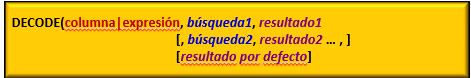 DECODE(columna|expresión, búsqueda1, resultado1
[, búsqueda2, resultado2 ... , ]
[resultado por defecto]